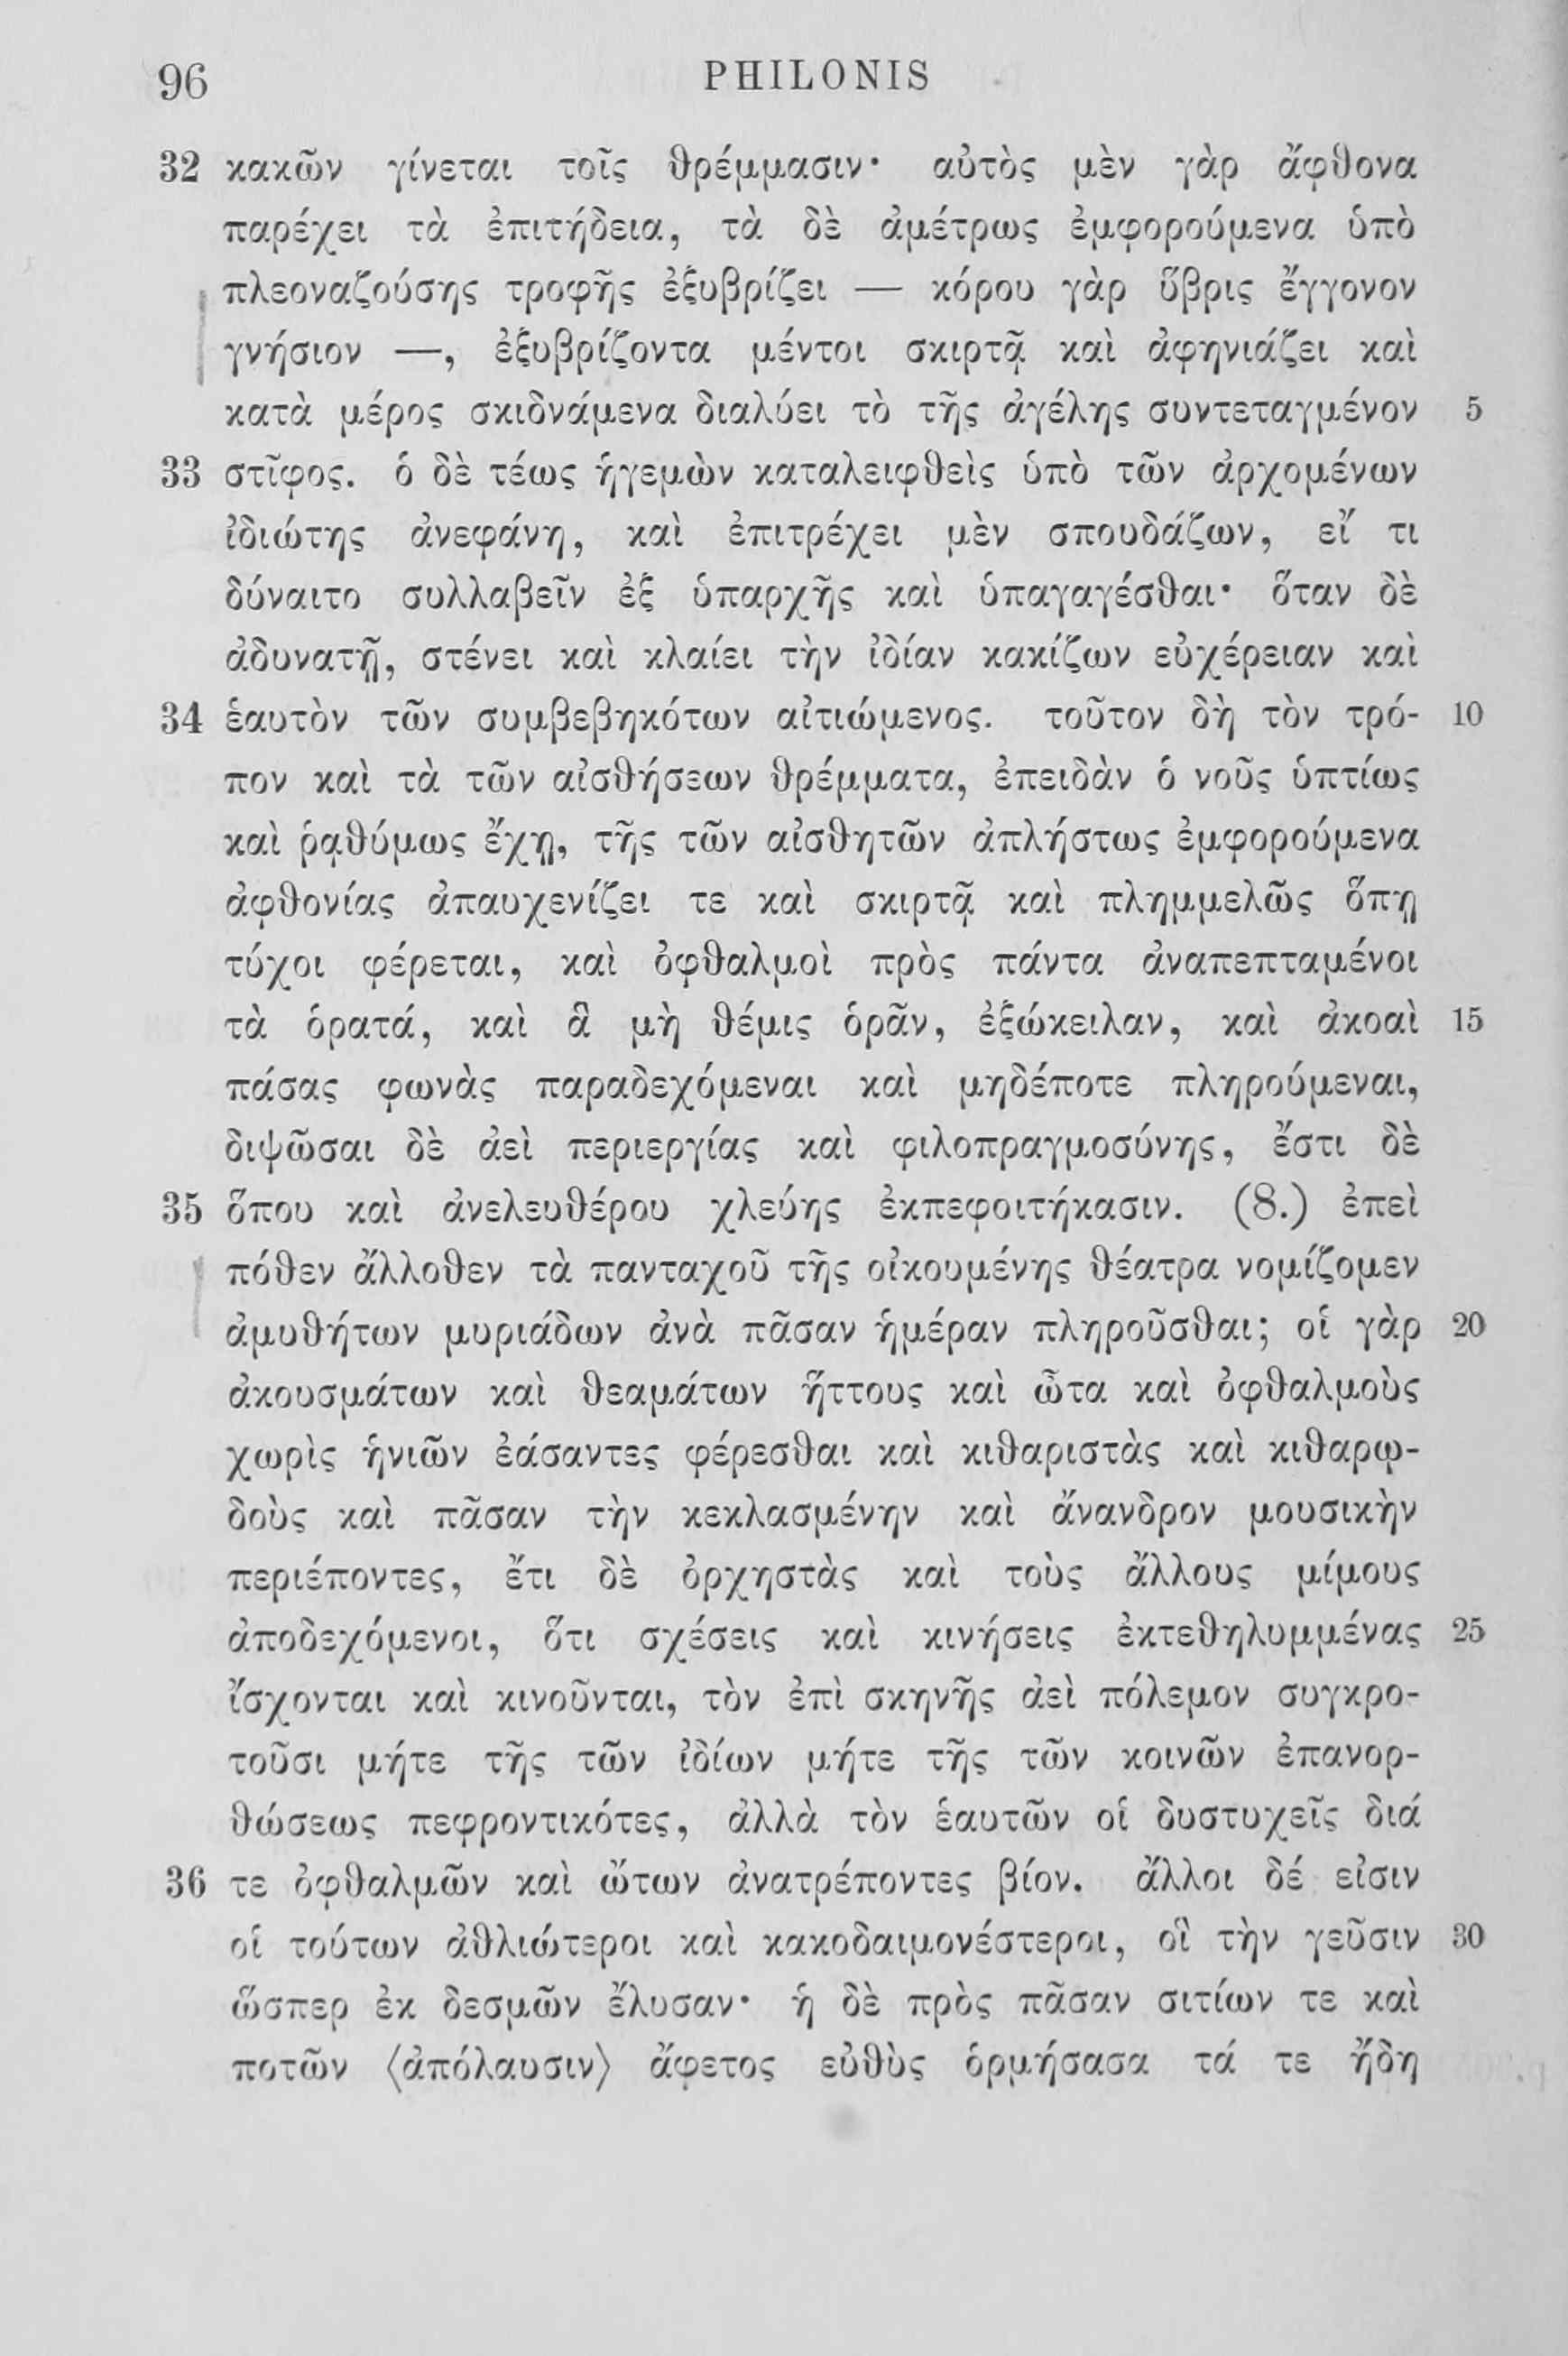 96 PHILONIS
32 κακῶν γίνεται τοῖς θρέμμασιν· αὐτὸς μὲν γὰρ ἄφθονα
παρέχει τὰ ἐπιτήδεια, τὰ δὲ ἀμέτρως ἐμφορούμενα ὑπὸ
πλεοναζούσης τροφῆς ἐξυβρίζει — κόρου γὰρ ὕβρις ἔγγονον
γνήσιον —, ἐξυβρίζοντα μέντοι σκιρτᾷ καὶ ἀφηνιάζει καὶ
κατὰ μέρος σκιδνάμενα διαλύει τὸ τῆς ἀγέλης συντεταγμένον 5
33 στῖφος. ὁ δὲ τέως ἡγεμὼν καταλειφθεὶς ὑπὸ τῶν ἀρχομένων
ἰδιώτης ἀνεφάνη, καὶ ἐπιτρέχει μὲν σπουδάζων, εἴ τι
δύναιτο συλλαβεῖν ἐξ ὑπαρχῆς καὶ ὑπαγαγέσθαι· ὅταν δὲ
ἀδυνατῇ, στένει καὶ κλαίει τὴν ἰδίαν κακίζων εὐχέρειαν καὶ
34 ἑαυτὸν τῶν συμβεβηκότων αἰτιώμενος. τοῦτον δὴ τὸν τρό- 10
πον καὶ τὰ τῶν αἰσθήσεων θρέμματα, ἐπειδὰν ὁ νοῦς ὑπτίως
καὶ ῥᾳθύμως ἔχῃ, τῆς τῶν αἰσθητῶν ἀπλήστως ἐμφορούμενα
ἀφθονίας ἀπαυχενίζει τε καὶ σκιρτᾷ καὶ πλημμελῶς ὅπῃ
τύχοι φέρεται, καὶ ὀφθαλμοὶ πρὸς πάντα ἀναπεπταμένοι
τὰ ὁρατά, καὶ ἃ μὴ θέμις ὁρᾶν, ἐξώκειλαν, καὶ ἀκοαὶ 15
πάσας φωνὰς παραδεχόμεναι καὶ μηδέποτε πληρούμεναι,
διψῶσαι δὲ ἀεὶ περιεργίας καὶ φιλοπραγμοσύνης, ἔστι δὲ
35 ὅπου καὶ ἀνελευθέρου χλεύης ἐκπεφοιτήκασιν. (8.) ἐπεὶ
πόθεν ἄλλοθεν τὰ πανταχοῦ τῆς οἰκουμένης θέατρα νομίζομεν
ἀμυθήτων μυριάδων ἀνὰ πᾶσαν ἡμέραν πληροῦσθαι; οἱ γὰρ 20
ἀκουσμάτων καὶ θεαμάτων ἥττους καὶ ὦτα καὶ ὀφθαλμοὺς
χωρὶς ἡνιῶν ἐάσαντες φέρεσθαι καὶ κιθαριστὰς καὶ κιθαρῳ-
δοὺς καὶ πᾶσαν τὴν κεκλασμένην καὶ ἄνανδρον μουσικὴν
περιέποντες, ἔτι δὲ ὀρχηστὰς καὶ τοὺς ἄλλους μίμους
ἀποδεχόμενοι, ὅτι σχέσεις καὶ κινήσεις ἐκτεθηλυμμένας 25
ἴσχονται καὶ κινοῦνται, τὸν ἐπὶ σκηνῆς ἀεὶ πόλεμον συγκρο-
τοῦσι μήτε τῆς τῶν ἰδίων μήτε τῆς τῶν κοινῶν ἐπανορ-
θώσεως πεφροντικότες, ἀλλὰ τὸν ἑαυτῶν οἱ δυστυχεῖς διά
36 τε ὀφθαλμῶν καὶ ὤτων ἀνατρέποντες βίον. ἄλλοι δέ εἰσιν
οἱ τούτων ἀθλιώτεροι καὶ κακοδαιμονέστεροι, οἳ τὴν γεῦσιν 30
ὥσπερ ἐκ δεσμῶν ἔλυσαν· ἡ δὲ πρὸς πᾶσαν σιτίων τε καὶ
ποτῶν ⟨ἀπόλαυσιν⟩ ἄφετος εὐθὺς ὁρμήσασα τά τε ἤδη